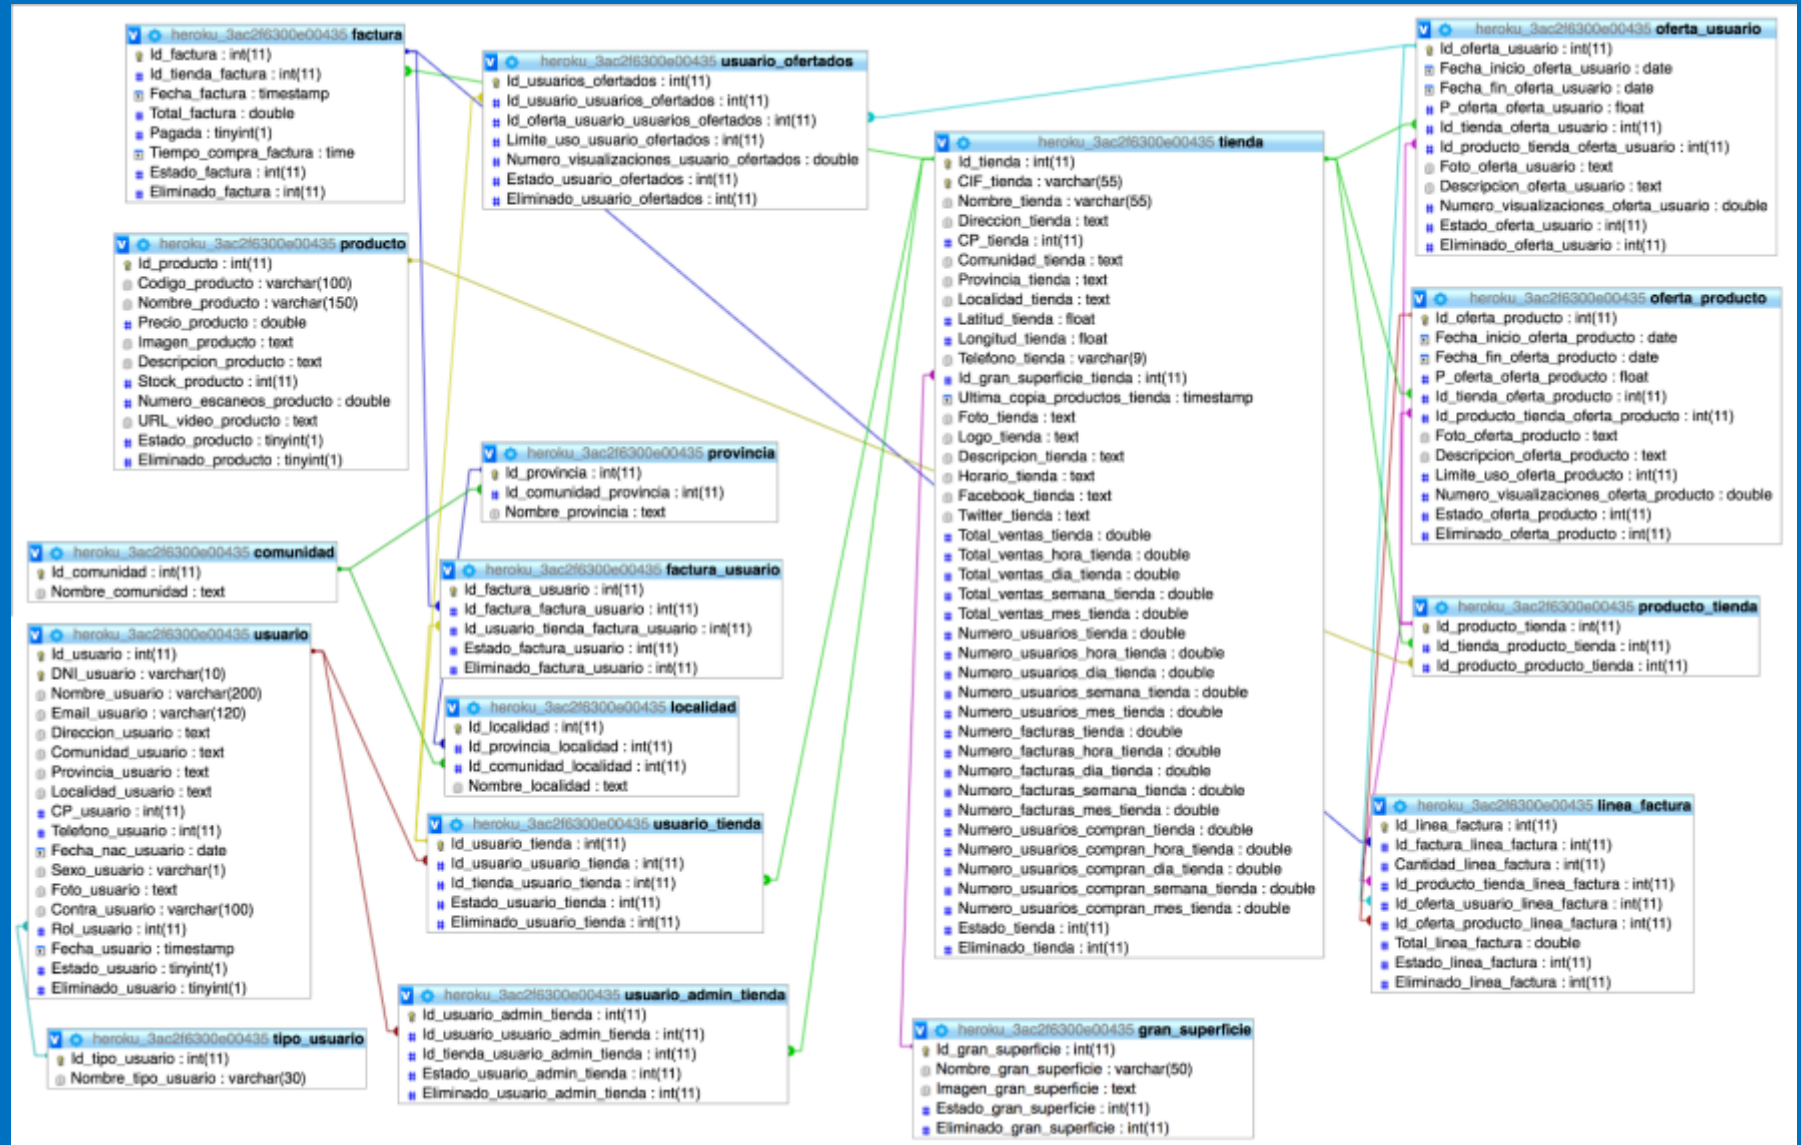 heroku_3ac2f6300e00435 factura
Id_factura : int(11)
Id_tienda_factura : int(11)
Fecha_factura : timestamp
Total_factura : double
Pagada : tinyint(1)
Tiempo_compra_factura : time
Estado_factura : int(11)
Eliminado_factura : int(11)
heroku_3ac2f6300e00435 usuario_ofertados
Id_usuarios_ofertados : int(11)
Id_usuario_usuarios_ofertados : int(11)
Id_oferta_usuario_usuarios_ofertados : int(11)
Limite_uso_usuario_ofertados : int(11)
Numero_visualizaciones_usuario_ofertados : double
Estado_usuario_ofertados : int(11)
Eliminado_usuario_ofertados : int(11)
heroku_3ac2f6300e00435 oferta_usuario
Id_oferta_usuario : int(11)
Fecha_inicio_oferta_usuario : date
Fecha_fin_oferta_usuario : date
P_oferta_oferta_usuario : float
Id_tienda_oferta_usuario : int(11)
Id_producto_tienda_oferta_usuario : int(11)
Foto_oferta_usuario : text
Descripcion_oferta_usuario : text
Numero_visualizaciones_oferta_usuario : double
Estado_oferta_usuario : int(11)
Eliminado_oferta_usuario : int(11)
heroku_3ac2f6300e00435 tienda
Id_tienda : int(11)
CIF_tienda : varchar(55)
Nombre_tienda : varchar(55)
Direccion_tienda : text
CP_tienda : int(11)
Comunidad_tienda : text
Provincia_tienda : text
Localidad_tienda : text
Latitud_tienda : float
Longitud_tienda : float
Telefono_tienda : varchar(9)
Id_gran_superficie_tienda : int(11)
Ultima_copia_productos_tienda : timestamp
Foto_tienda : text
Logo_tienda : text
Descripcion_tienda : text
Horario_tienda : text
Facebook_tienda : text
Twitter_tienda : text
Total_ventas_tienda : double
Total_ventas_hora_tienda : double
Total_ventas_dia_tienda : double
Total_ventas_semana_tienda : double
Total_ventas_mes_tienda : double
Numero_usuarios_tienda : double
Numero_usuarios_hora_tienda : double
Numero_usuarios_dia_tienda : double
Numero_usuarios_semana_tienda : double
Numero_usuarios_mes_tienda : double
Numero_facturas_tienda : double
Numero_facturas_hora_tienda : double
Numero_facturas_dia_tienda : double
Numero_facturas_semana_tienda : double
Numero_facturas_mes_tienda : double
Numero_usuarios_compran_tienda : double
Numero_usuarios_compran_hora_tienda : double
Numero_usuarios_compran_dia_tienda : double
Numero_usuarios_compran_semana_tienda : double
Numero_usuarios_compran_mes_tienda : double
Estado_tienda : int(11)
Eliminado_tienda : int(11)
heroku_3ac2f6300e00435 producto
Id_producto : int(11)
Codigo_producto : varchar(100)
Nombre_producto : varchar(150)
Precio_producto : double
Imagen_producto : text
Descripcion_producto : text
Stock_producto : int(11)
Numero_escaneos_producto : double
URL_video_producto : text
Estado_producto : tinyint(1)
Eliminado_producto : tinyint(1)
heroku_3ac2f6300e00435 oferta_producto
Id_oferta_producto : int(11)
Fecha_inicio_oferta_producto : date
Fecha_fin_oferta_producto : date
P_oferta_oferta_producto : float
Id_tienda_oferta_producto : int(11)
Id_producto_tienda_oferta_producto : int(11)
Foto_oferta_producto : text
Descripcion_oferta_producto : text
Limite_uso_oferta_producto : int(11)
Numero_visualizaciones_oferta_producto : double
Estado_oferta_producto : int(11)
Eliminado_oferta_producto : int(11)
heroku_3ac2f6300e00435 provincia
Id_provincia : int(11)
Id_comunidad_provincia : int(11)
Nombre_provincia : text
heroku_3ac2f6300e00435 comunidad
Id_comunidad : int(11)
Nombre_comunidad : text
heroku_3ac2f6300e00435 factura_usuario
Id_factura_usuario : int(11)
Id_factura_factura_usuario : int(11)
Id_usuario_tienda_factura_usuario : int(11)
Estado_factura_usuario : int(11)
Eliminado_factura_usuario : int(11)
heroku_3ac2f6300e00435 producto_tienda
Id_producto_tienda : int(11)
Id_tienda_producto_tienda : int(11)
Id_producto_producto_tienda : int(11)
heroku_3ac2f6300e00435 usuario
Id_usuario : int(11)
DNI_usuario : varchar(10)
Nombre_usuario : varchar(200)
Email_usuario : varchar(120)
Direccion_usuario : text
Comunidad_usuario : text
Provincia_usuario : text
Localidad_usuario : text
CP_usuario : int(11)
Telefono_usuario : int(11)
Fecha_nac_usuario : date
Sexo_usuario : varchar(1)
Foto_usuario : text
Contra_usuario : varchar(100)
Rol_usuario : int(11)
Fecha_usuario : timestamp
Estado_usuario : tinyint(1)
Eliminado_usuario : tinyint(1)
heroku_3ac2f6300e00435 localidad
Id_localidad : int(11)
Id_provincia_localidad : int(11)
Id_comunidad_localidad : int(11)
Nombre_localidad : text
heroku_3ac2f6300e00435 linea_factura
Id_linea_factura : int(11)
Id_factura_linea_factura : int(11)
Cantidad_linea_factura : int(11)
Id_producto_tienda_linea_factura : int(11)
Id_oferta_usuario_linea_factura : int(11)
Id_oferta_producto_linea_factura : int(11)
Total_linea_factura : double
Estado_linea_factura : int(11)
Eliminado_linea_factura : int(11)
heroku_3ac2f6300e00435 usuario_tienda
Id_usuario_tienda : int(11)
Id_usuario_usuario_tienda : int(11)
Id_tienda_usuario_tienda : int(11)
Estado_usuario_tienda : int(11)
Eliminado_usuario_tienda : int(11)
heroku_3ac2f6300e00435 usuario_admin_tienda
Id_usuario_admin_tienda : int(11)
Id_usuario_usuario_admin_tienda : int(11)
Id_tienda_usuario_admin_tienda : int(11)
Estado_usuario_admin_tienda : int(11)
Eliminado_usuario_admin_tienda : int(11)
heroku_3ac2f6300e00435 tipo_usuario
Id_tipo_usuario : int(11)
Nombre_tipo_usuario : varchar(30)
heroku_3ac2f6300e00435 gran_superficie
Id_gran_superficie : int(11)
Nombre_gran_superficie : varchar(50)
Imagen_gran_superficie : text
Estado_gran_superficie : int(11)
Eliminado_gran_superficie : int(11)